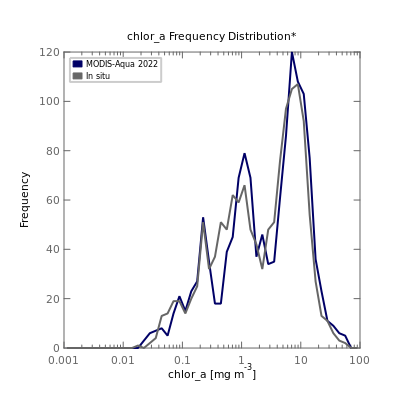 chlor_a Frequency Distribution*
MODIS-Aqua 2022
In situ
Frequency
120
100
80
60
40
20
0
0.001 0.01 0.1 1 10 100
chlor_a [mg m-3]